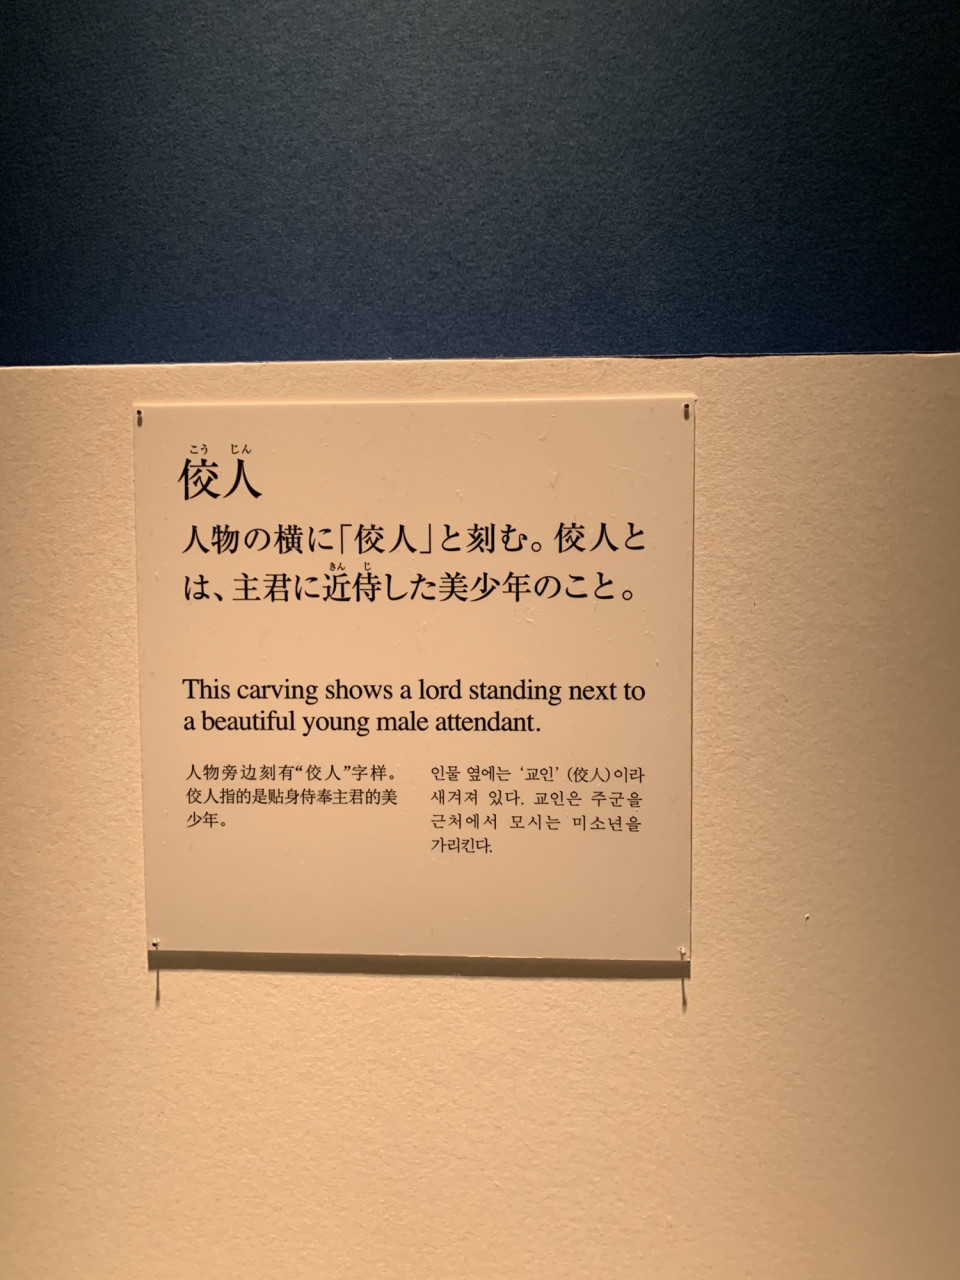 こう じん
佼人
人物の横に「佼人」と刻む。佼人と
きん じ
は、主君に近侍した美少年のこと。
This carving shows a lord standing next to
a beautiful young male attendant.
人物旁边刻有“佼人”字样。
佼人指的是贴身侍奉主君的美
少年。
인물 옆에는 ‘교인’ (佼人)이라
새겨져 있다. 교인은 주군을
근처에서 모시는 미소년을
가리킨다.